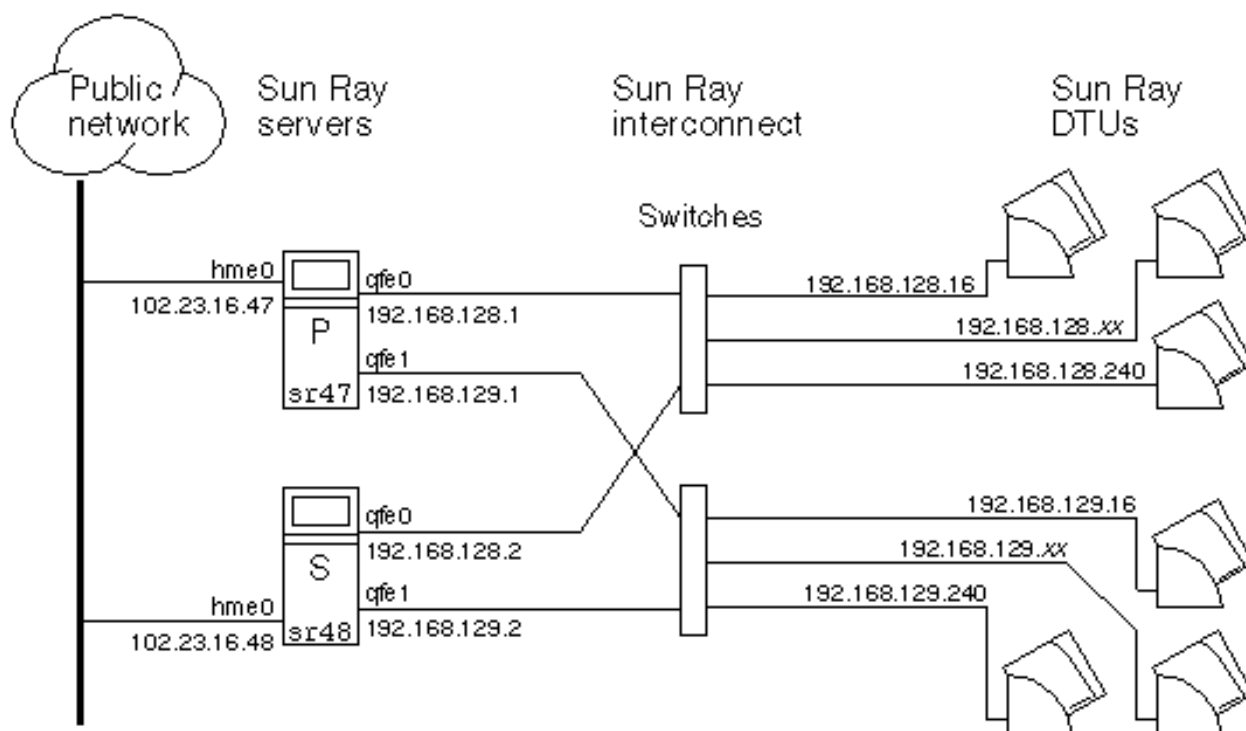 Public
network
Sun Ray
servers
Sun Ray
interconnect
Sun Ray
DTUs
Switches
hme0
102.23.16.47
P
sr47
qfe0
192.168.128.1
qfe1
192.168.129.1
192.168.128.16
192.168.128.xx
192.168.128.240
hme0
102.23.16.48
S
sr48
qfe0
192.168.128.2
qfe1
192.168.129.2
192.168.129.16
192.168.129.xx
192.168.129.240